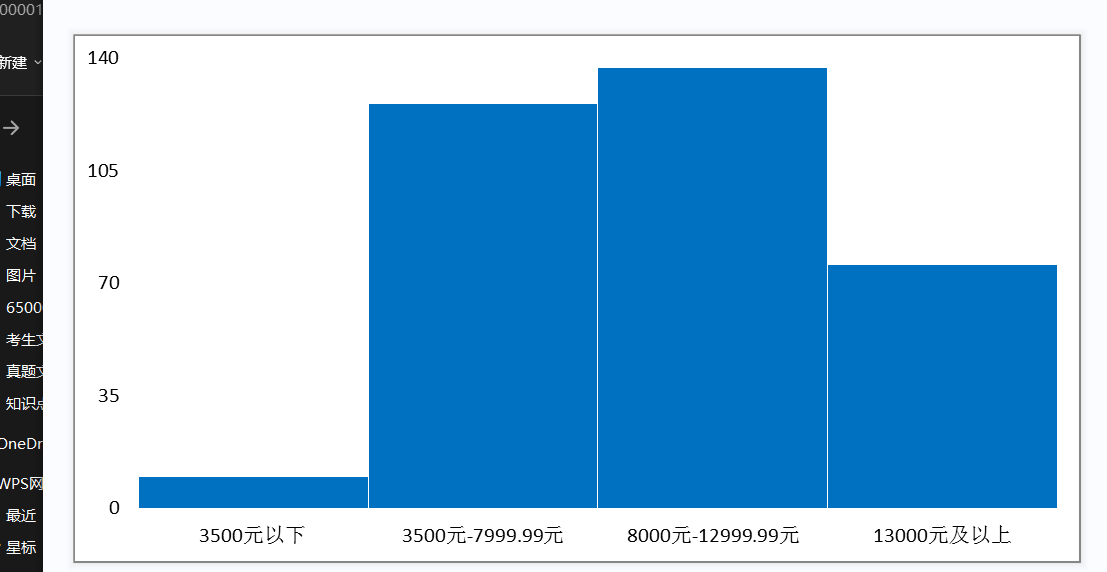 00001
新建
桌面
下载
文档
图片
6500
考生文
真题文
知识点
OneDr
WPS网
最近
星标
140
105
70
35
0
3500元以下
3500元-7999.99元
8000元-12999.99元
13000元及以上